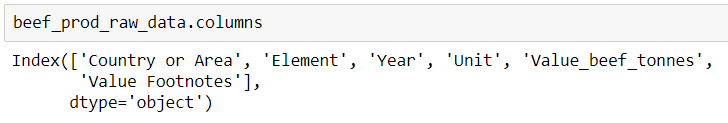 beef_prod_raw_data.columns
Index(['Country or Area', 'Element', 'Year', 'Unit', 'Value_beef_tonnes',
'Value Footnotes'],
dtype='object')